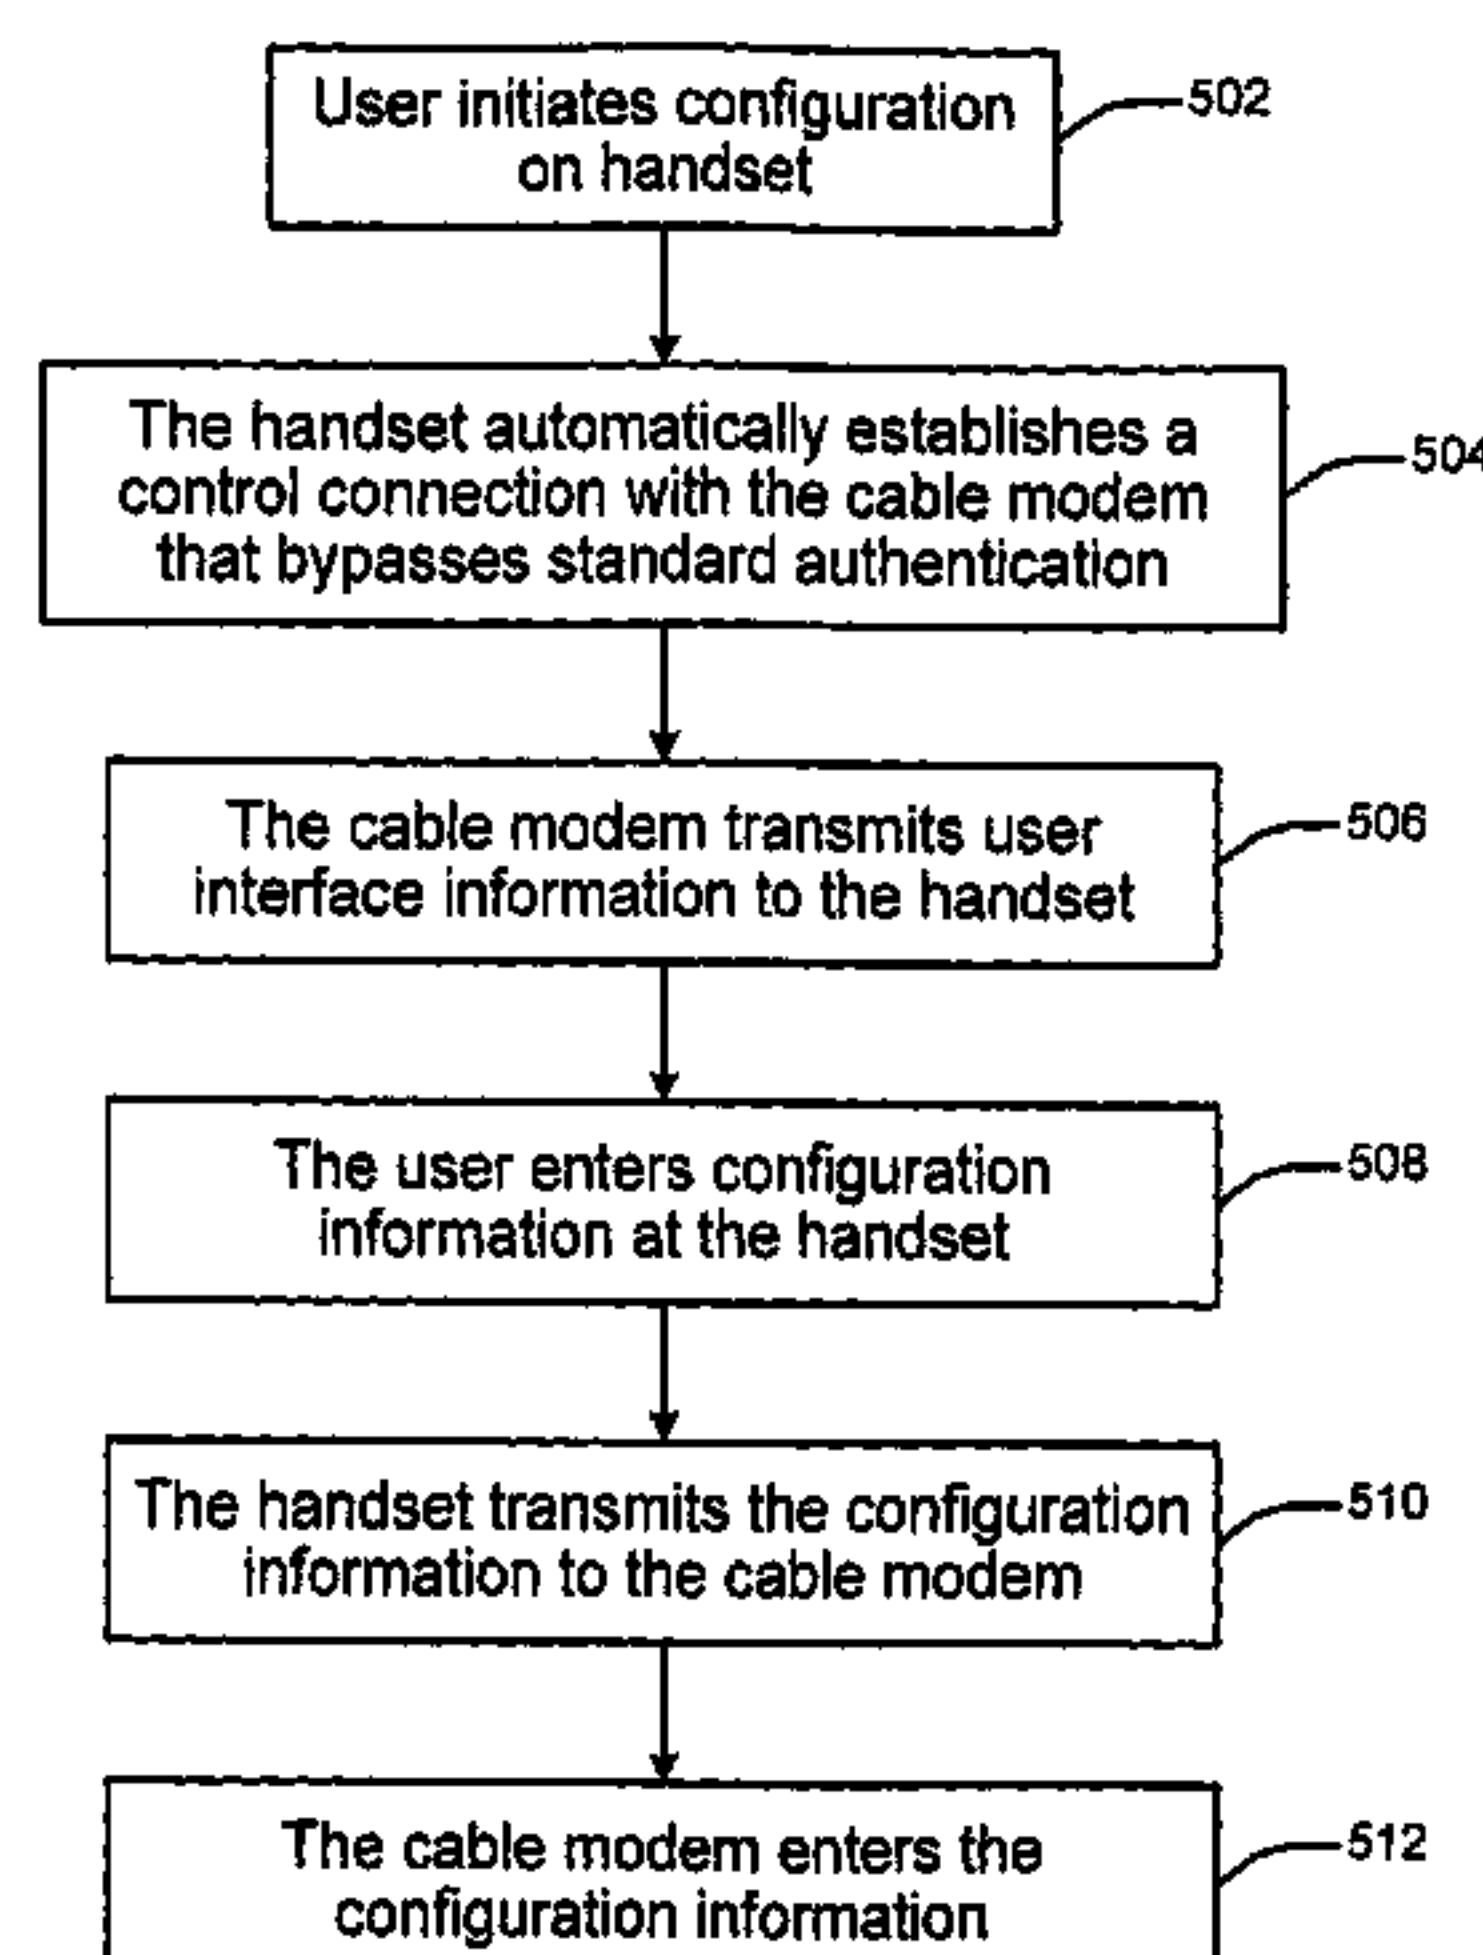 User initiates configuration
on handset
502
The handset automatically establishes a
control connection with the cable modem
that bypasses standard authentication
504
The cable modem transmits user
interface information to the handset
506
The user enters configuration
information at the handset
508
The handset transmits the configuration
information to the cable modem
510
The cable modem enters the
configuration information
512